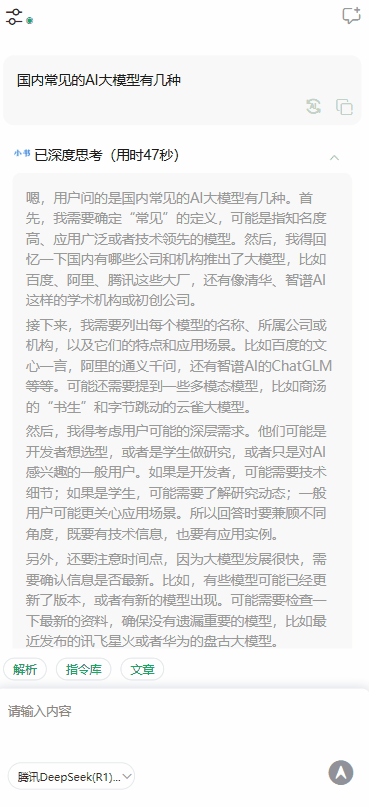 国内常见的AI大模型有几种
小书 已深度思考（用时47秒）
嗯，用户问的是国内常见的AI大模型有几种。首
先，我需要确定“常见”的定义，可能是指知名度
高、应用广泛或者技术领先的模型。然后，我得回
忆一下国内有哪些公司和机构推出了大模型，比如
百度、阿里、腾讯这些大厂，还有像清华、智谱AI
这样的学术机构或初创公司。
接下来，我需要列出每个模型的名称、所属公司或
机构，以及它们的特点和应用场景。比如百度的文
心一言，阿里的通义千问，还有智谱AI的ChatGLM
等等。可能还需要提到一些多模态模型，比如商汤
的“书生”和字节跳动的云雀大模型。
然后，我得考虑用户可能的深层需求。他们可能是
开发者想选型，或者是学生做研究，或者只是对AI
感兴趣的一般用户。如果是开发者，可能需要技术
细节；如果是学生，可能需要了解研究动态；一般
用户可能更关心应用场景。所以回答时要兼顾不同
角度，既要有技术信息，也要有应用实例。
另外，还要注意时间点，因为大模型发展很快，需
要确认信息是否最新。比如，有些模型可能已经更
新了版本，或者有新的模型出现。可能需要检查一
下最新的资料，确保没有遗漏重要的模型，比如最
近发布的讯飞星火或者华为的盘古大模型。
解析 指令库 文章
请输入内容
腾讯DeepSeek(R1)...